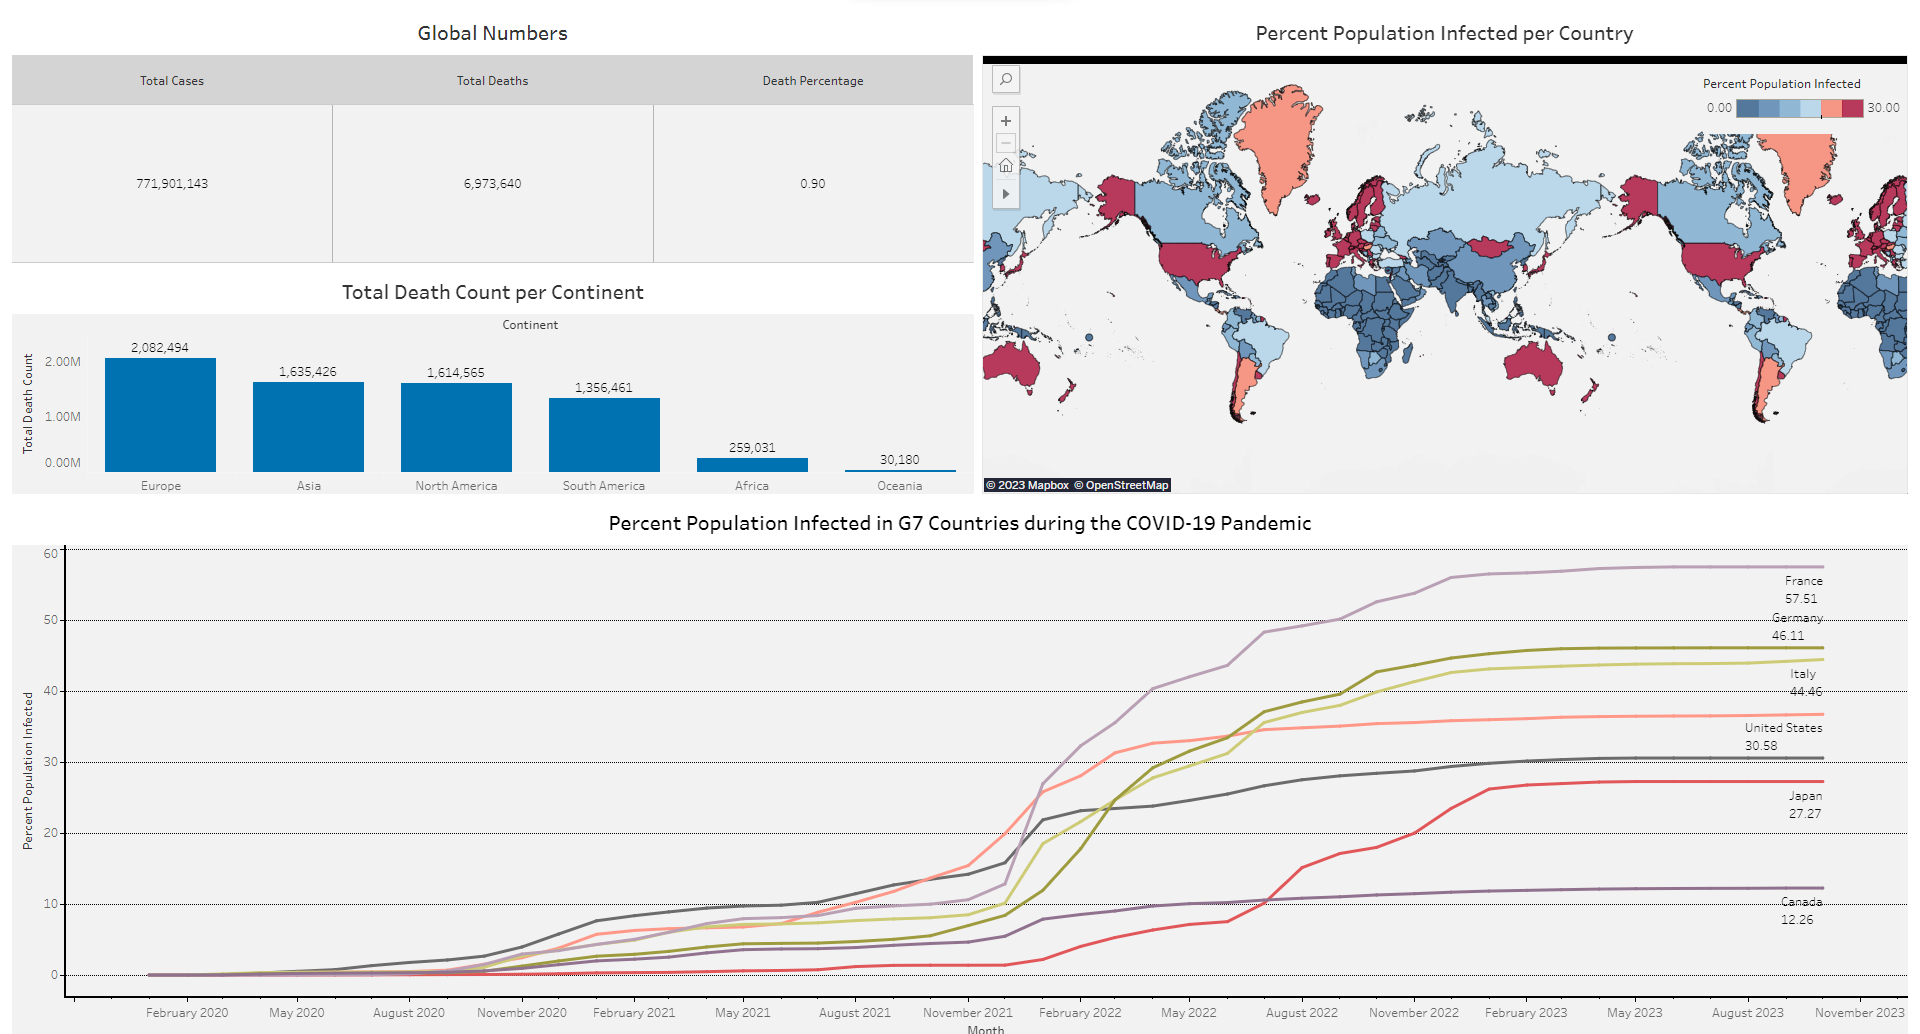 Global Numbers
Total Cases
Total Deaths
Death Percentage
771,901,143
6,973,640
0.90
Total Death Count per Continent
Continent
Total Death Count
2.00M
1.00M
0.00M
2,082,494
1,635,426
1,614,565
1,356,461
259,031
30,180
Europe
Asia
North America
South America
Africa
Oceania
Percent Population Infected per Country
Percent Population Infected
0.00
30.00
© 2023 Mapbox © OpenStreetMap
Percent Population Infected in G7 Countries during the COVID-19 Pandemic
Percent Population Infected
60
50
40
30
20
10
0
France
57.51
Germany
46.11
Italy
44.46
United States
30.58
Japan
27.27
Canada
12.26
February 2020
May 2020
August 2020
November 2020
February 2021
May 2021
August 2021
November 2021
February 2022
May 2022
August 2022
November 2022
February 2023
May 2023
August 2023
November 2023
Month